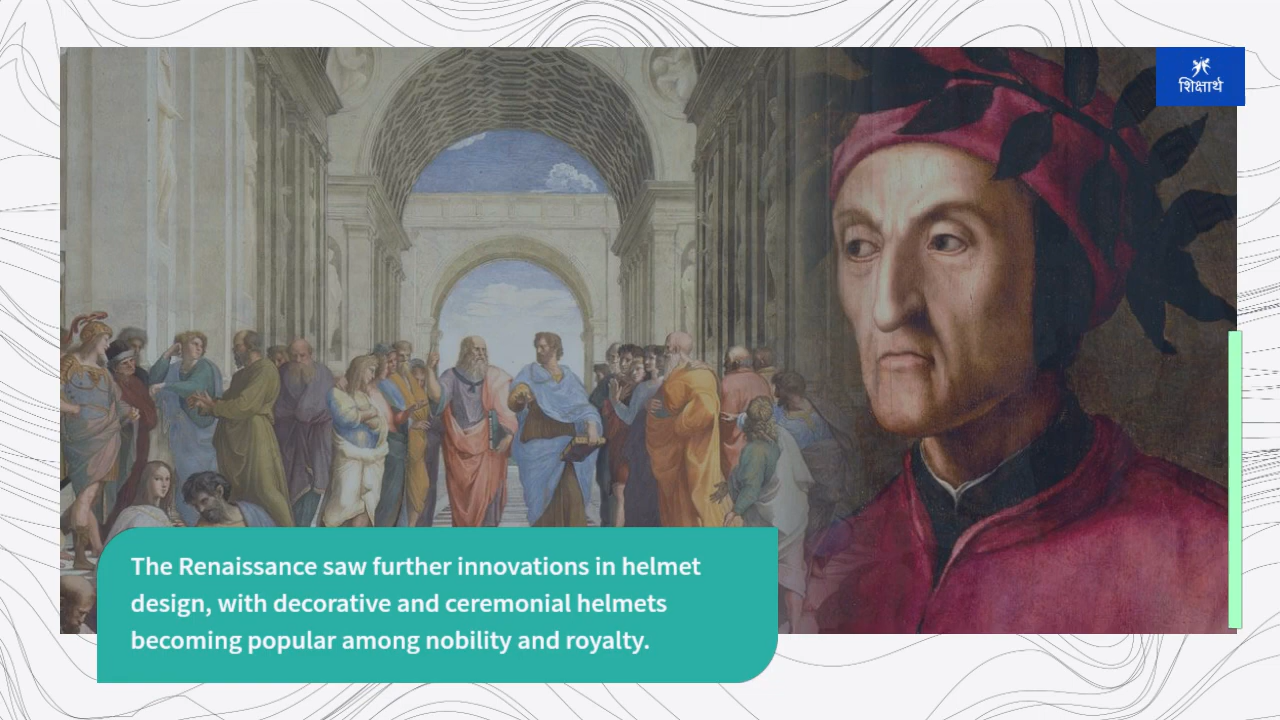 शिक्षार्थ
The Renaissance saw further innovations in helmet
design, with decorative and ceremonial helmets
becoming popular among nobility and royalty.